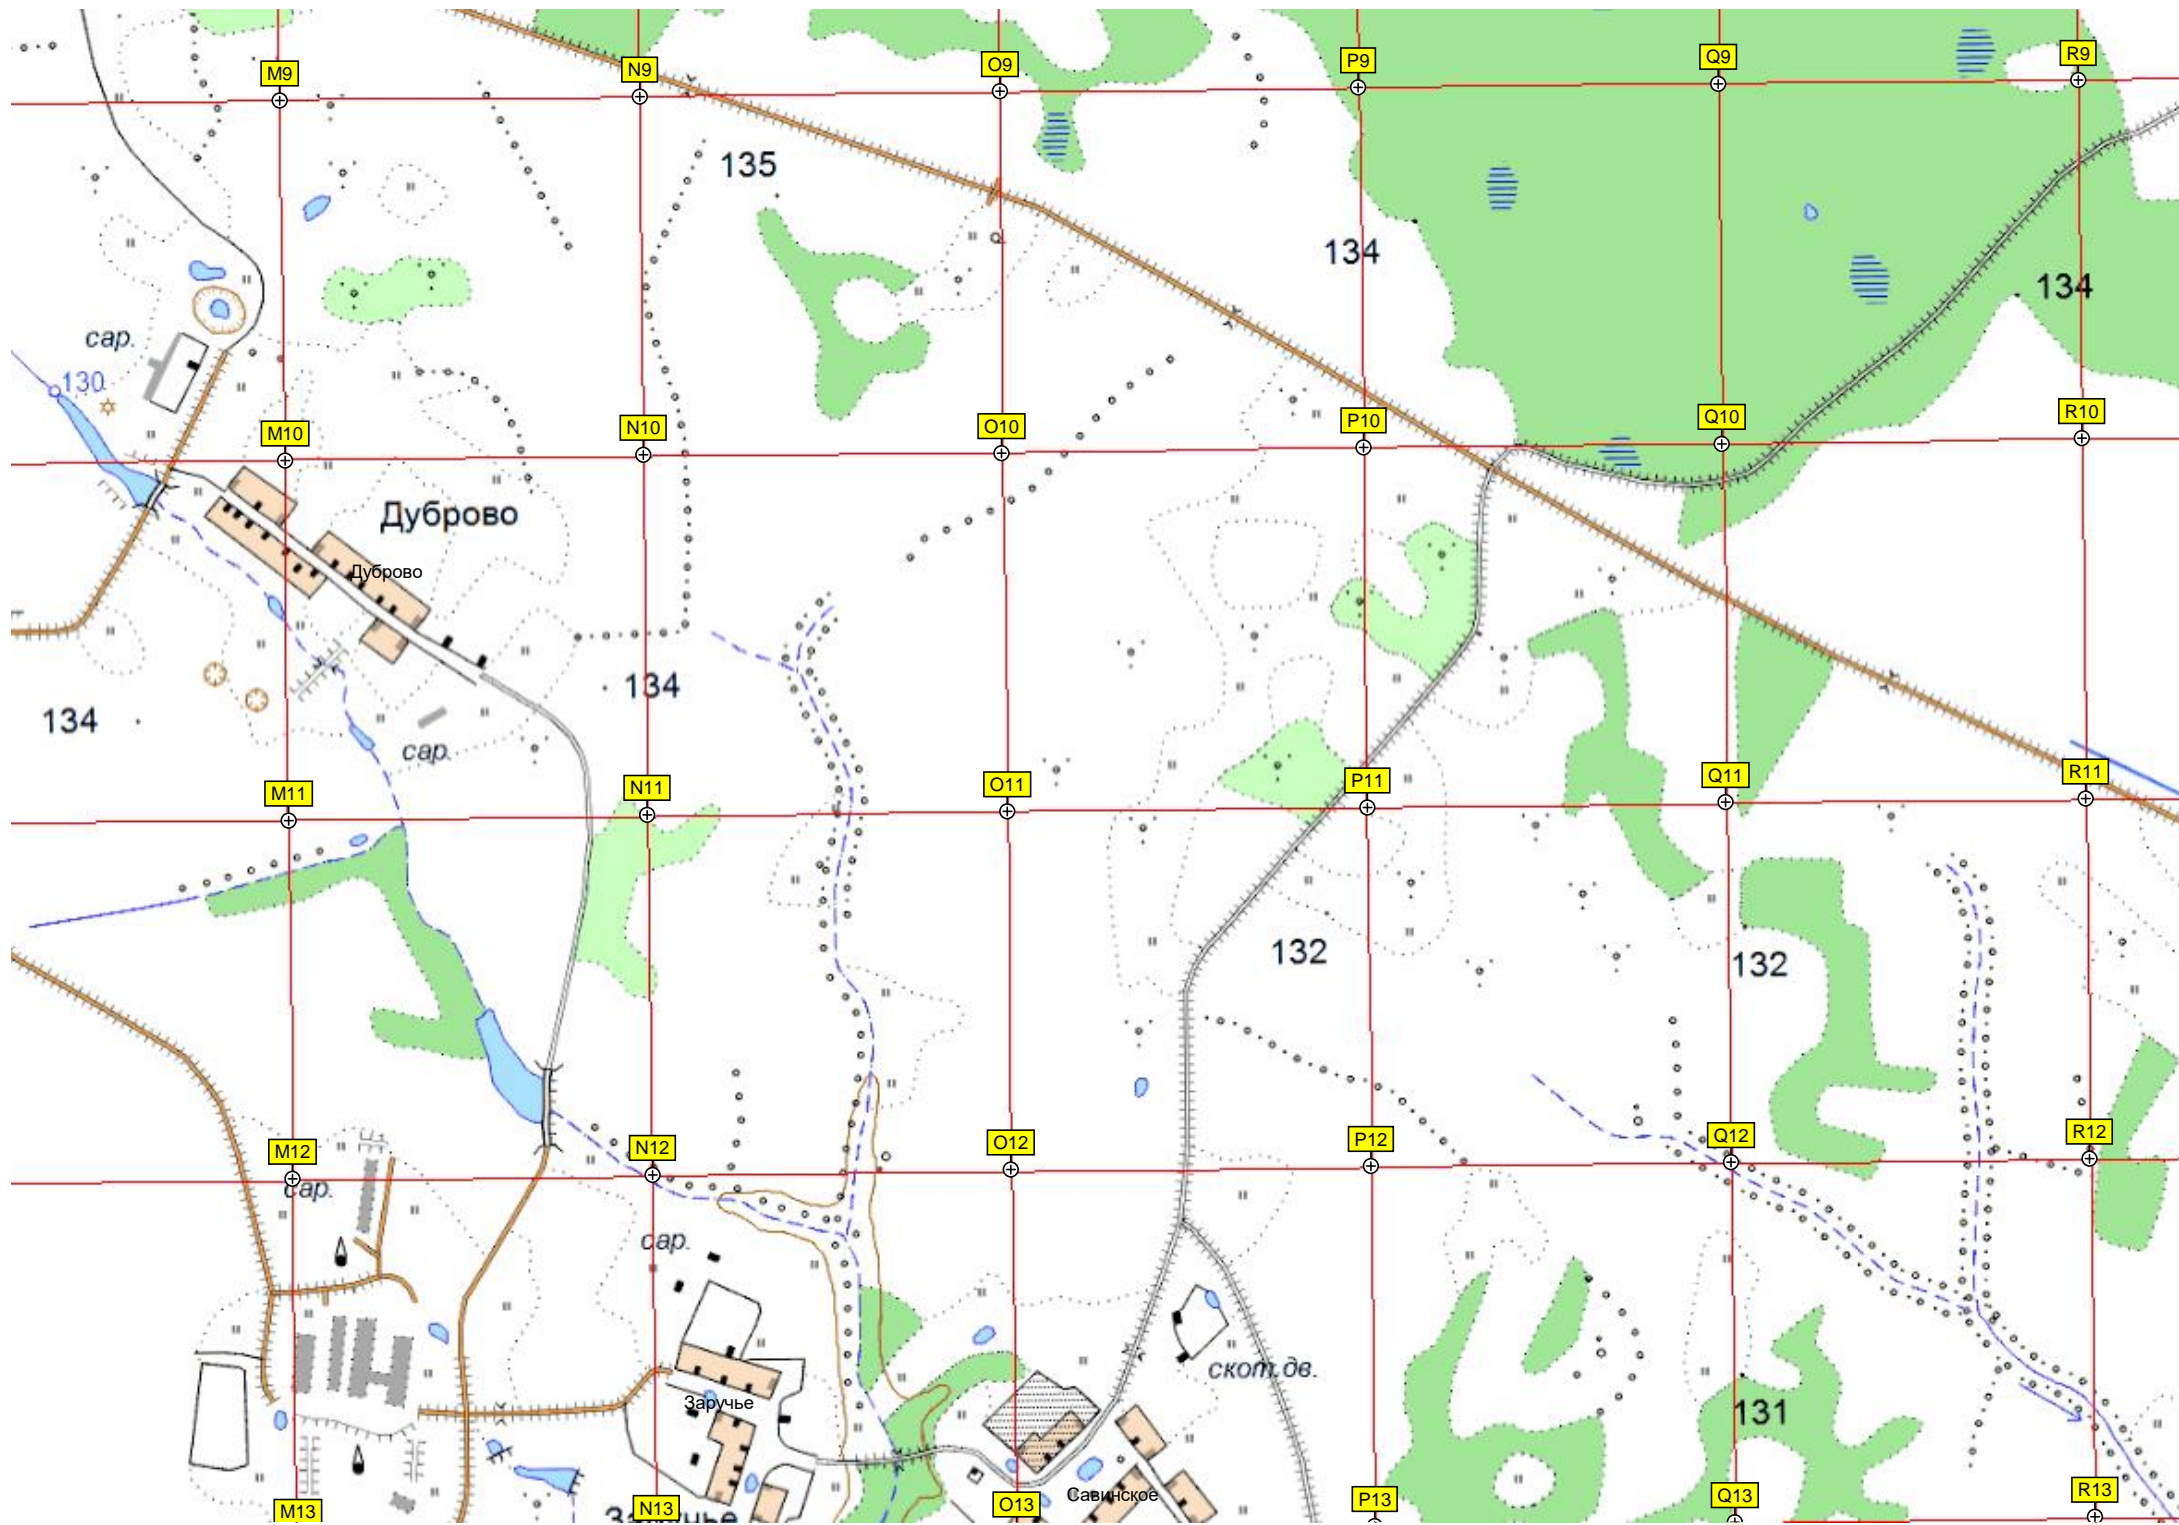 M9
N9
O9
P9
Q9
R9
135
134
134
сар.
130
M10
N10
O10
P10
Q10
R10
Дуброво
Дуброво
134
134
сар.
M11
N11
O11
P11
Q11
R11
132
132
M12
N12
O12
P12
Q12
R12
сар.
сар.
скот.дв.
Заручье
131
Савинское
M13
N13
O13
P13
Q13
R13
Заручье